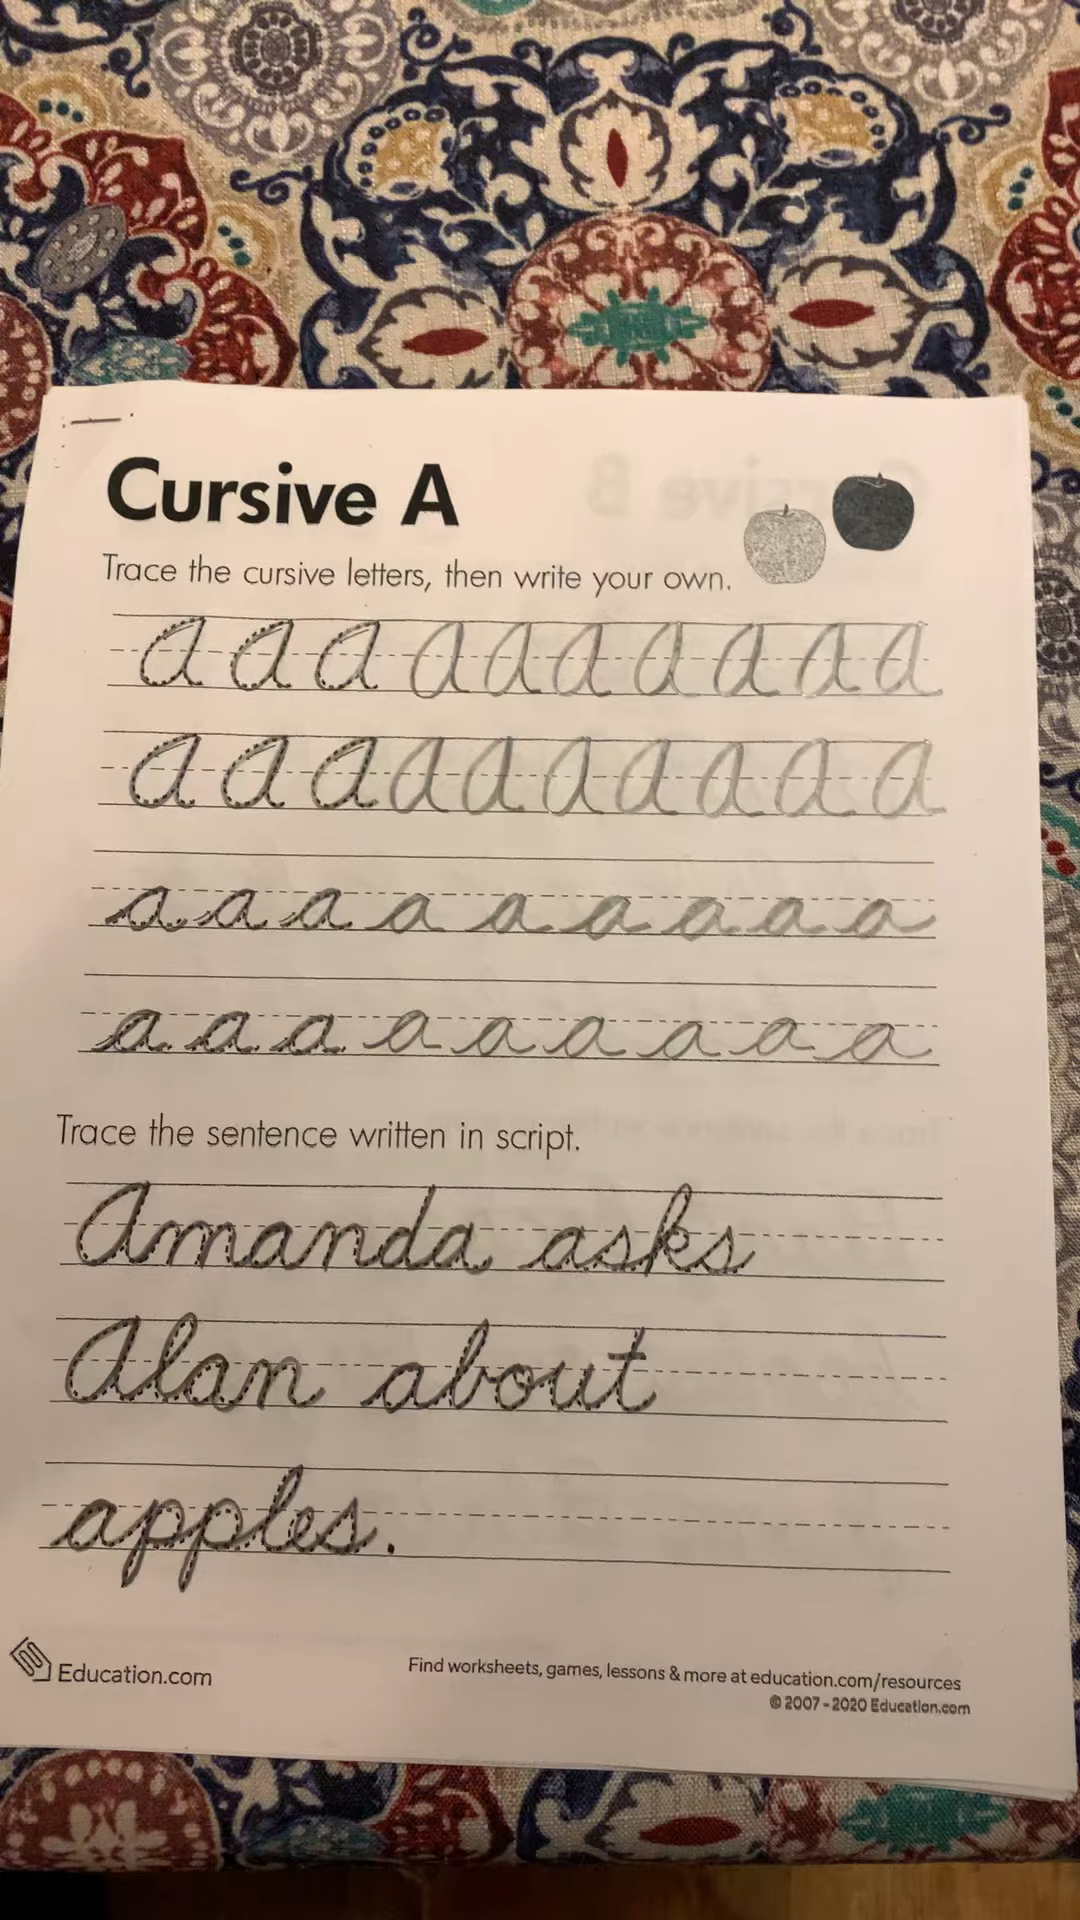 Cursive A
Trace the cursive letters, then write your own.
a a a a a a a a a a
a a a a a a a a a a
a a a a a a a a a
a a a a a a a a a
Trace the sentence written in script.
Amanda asks
Alan about
apples.
Education.com
Find worksheets, games, lessons & more at education.com/resources
© 2007 - 2020 Education.com